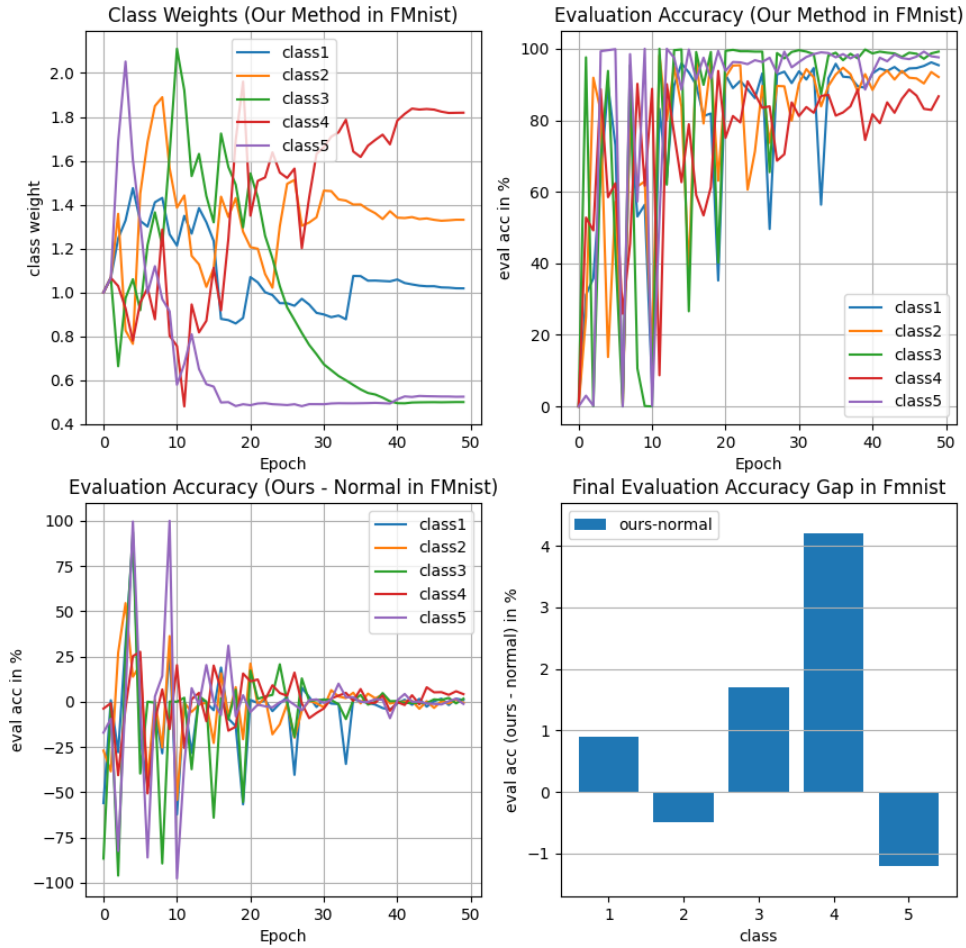 Class Weights (Our Method in FMnist)
class weight
2.0
1.8
1.6
1.4
1.2
1.0
0.8
0.6
0.4
0 10 20 30 40 50
Epoch
class1
class2
class3
class4
class5
Evaluation Accuracy (Our Method in FMnist)
eval acc in %
100
80
60
40
20
0
0 10 20 30 40 50
Epoch
class1
class2
class3
class4
class5
Evaluation Accuracy (Ours - Normal in FMnist)
eval acc in %
100
75
50
25
0
−25
−50
−75
−100
0 10 20 30 40 50
Epoch
class1
class2
class3
class4
class5
Final Evaluation Accuracy Gap in Fmnist
eval acc (ours - normal) in %
4
3
2
1
0
−1
1 2 3 4 5
class
ours-normal